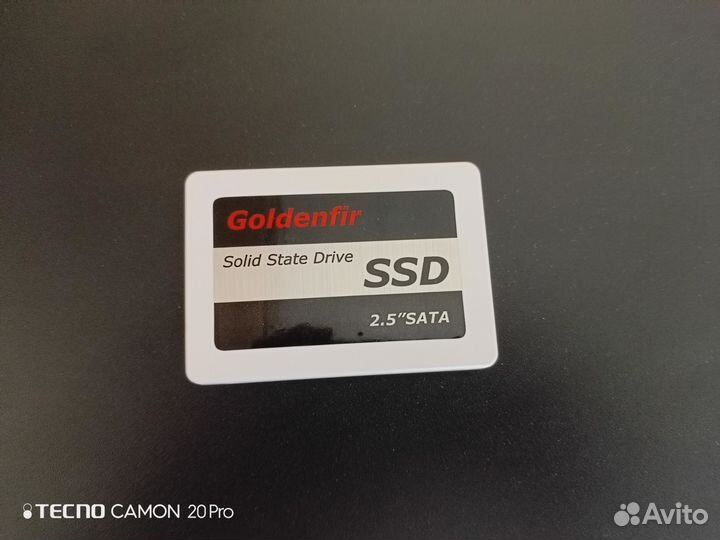 Goldenfir
Solid State Drive
SSD
2.5"SATA
TECNO CAMON 20 Pro
Avito